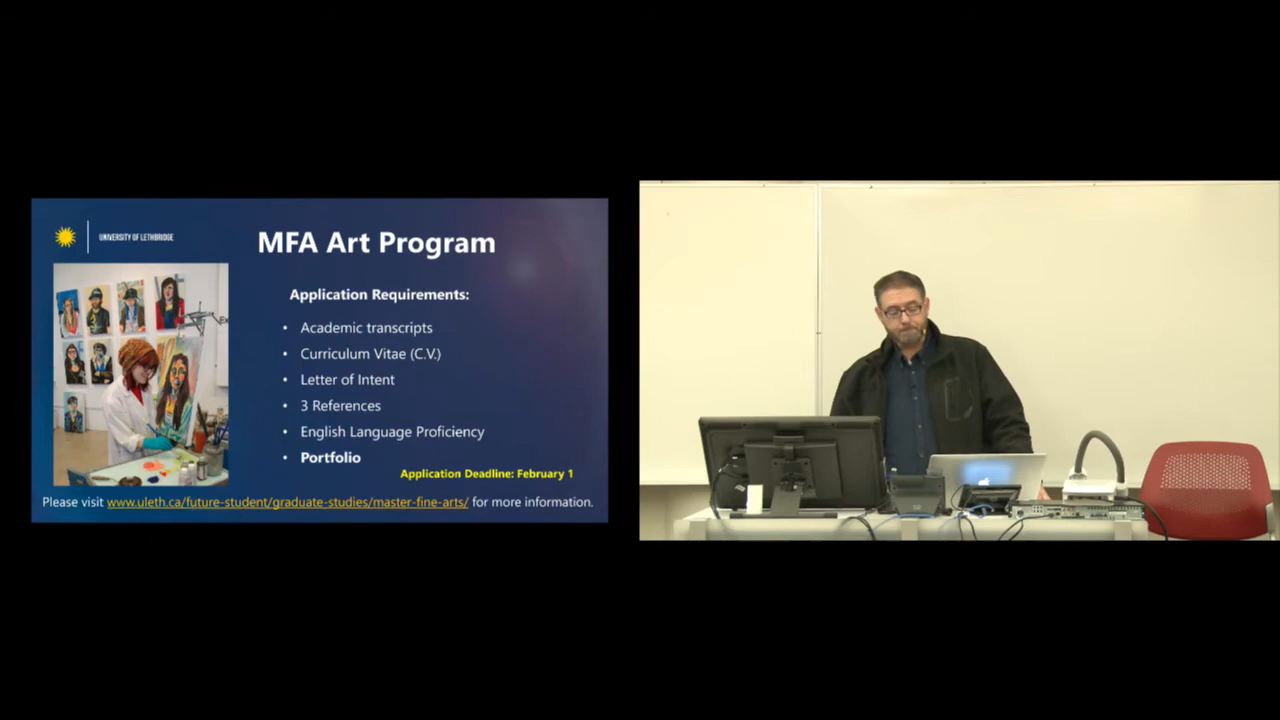 UNIVERSITY OF LETHBRIDGE
MFA Art Program
Application Requirements:
• Academic transcripts
• Curriculum Vitae (C.V.)
• Letter of Intent
• 3 References
• English Language Proficiency
• Portfolio
Application Deadline: February 1
Please visit www.uleth.ca/future-student/graduate-studies/master-fine-arts/ for more information.